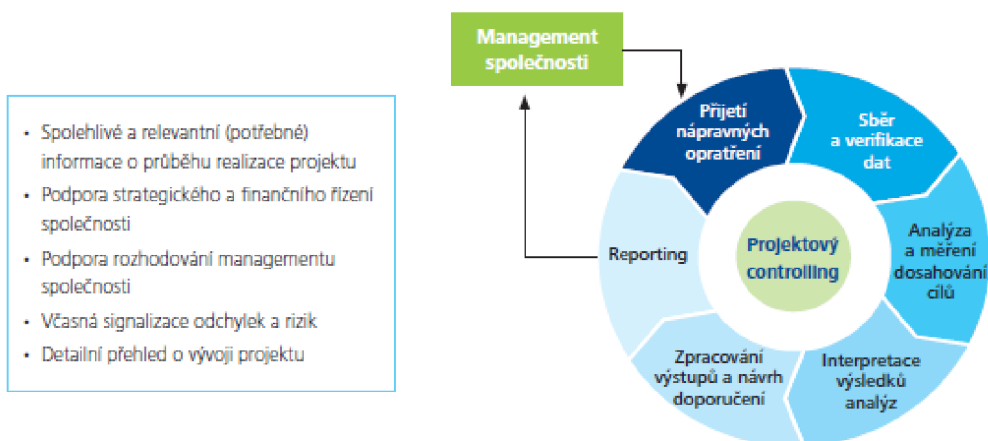 Management
společnosti
• Spolehlivé a relevantní (potřebné)
informace o průběhu realizace projektu
• Podpora strategického a finančního řízení
společnosti
• Podpora rozhodování managementu
společnosti
• Včasná signalizace odchylek a rizik
• Detailní přehled o vývoji projektu
Přijetí
nápravných
opratření
Sběr
a verifikace
dat
Analýza
a měření
dosahování
cílů
Interpretace
výsledků
analýz
Zpracování
výstupů a návrh
doporučení
Reporting
Projektový
controlling